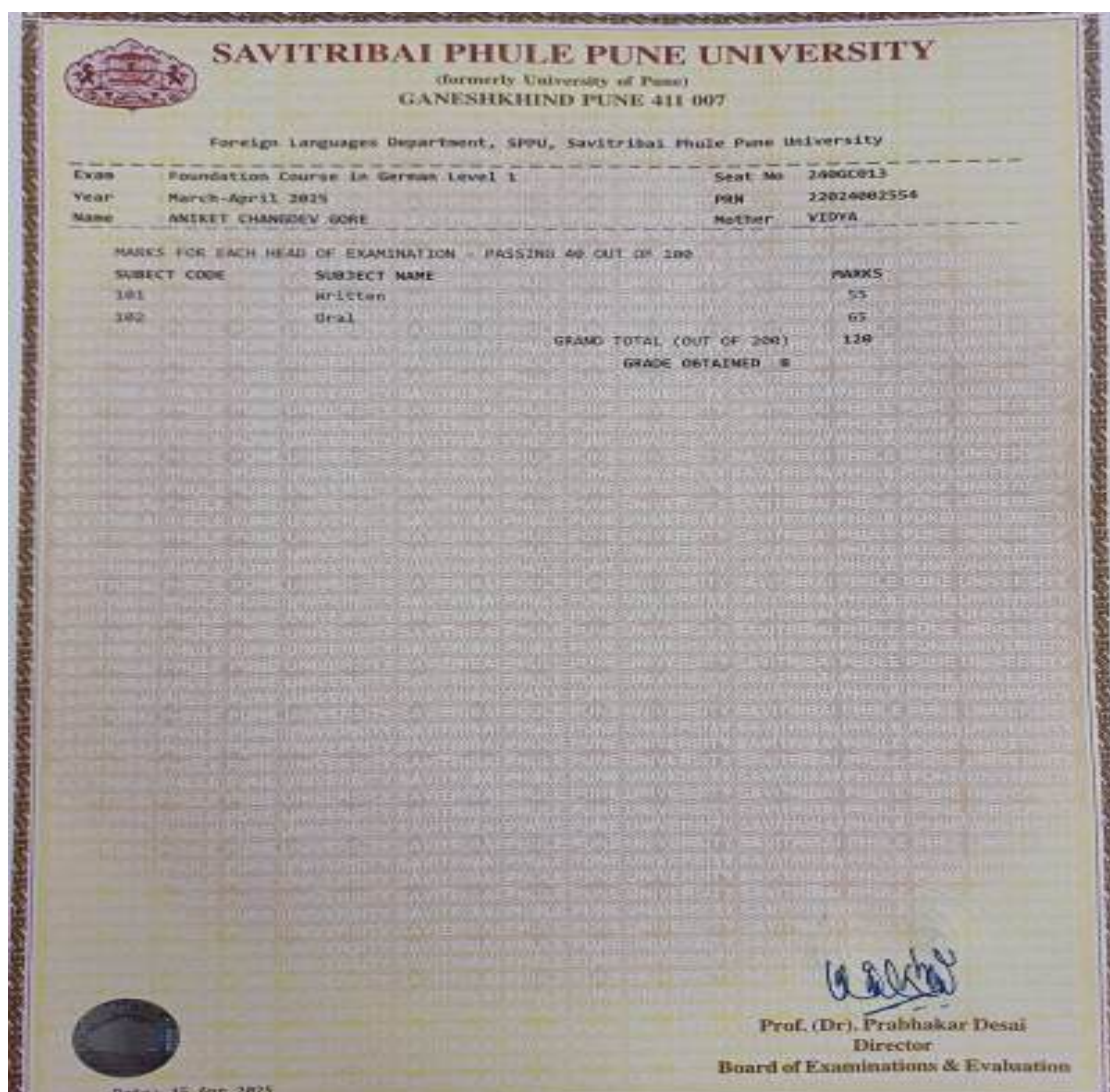 SAVITRIBAI PHULE PUNE UNIVERSITY
(formerly University of Pune)
GANESHKHIND PUNE 411 007
Foreign Languages Department, SPPU, Savitribai Phule Pune University
Exam Foundation Course in German Level 1 Seat No 240GC013
Year March-April 2025 PRN 22024002554
Name ANIKET CHANGDEV GORE Mother VIDYA
MARKS FOR EACH HEAD OF EXAMINATION - PASSING 40 OUT OF 100
SUBECT CODE SUBJECT NAME MARKS
101 Written 55
102 Oral 65
GRAND TOTAL (OUT OF 200) 120
GRADE OBTAINED B
Prof. (Dr). Prabhakar Desai
Director
Board of Examinations & Evaluation
Date: 15 Apr 2025